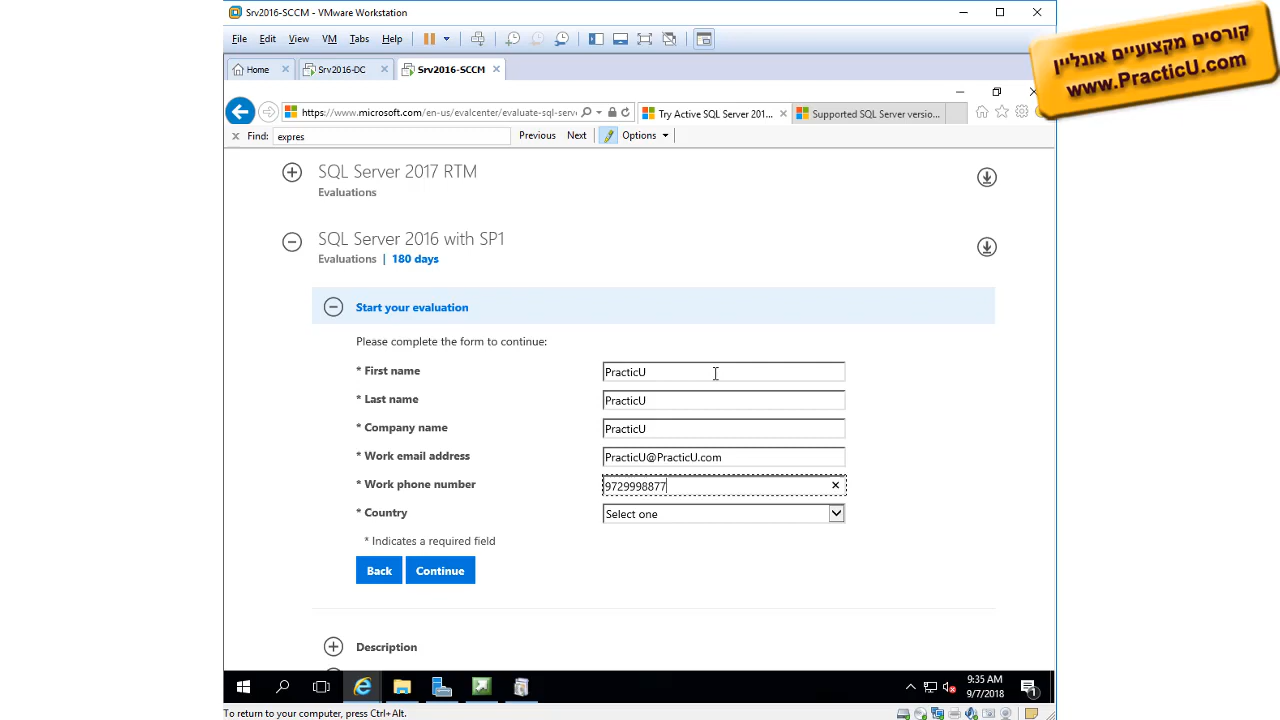 Srv2016-SCCM - VMware Workstation
קורסים מקצועיים אונליין
www.PracticU.com
File Edit View VM Tabs Help
Home Srv2016-DC Srv2016-SCCM
https://www.microsoft.com/en-us/evalcenter/evaluate-sql-serv Try Active SQL Server 201... Supported SQL Server versio...
Find: expres Previous Next Options
SQL Server 2017 RTM
Evaluations
SQL Server 2016 with SP1
Evaluations | 180 days
Start your evaluation
Please complete the form to continue:
* First name PracticU
* Last name PracticU
* Company name PracticU
* Work email address PracticU@PracticU.com
* Work phone number 9729998877
* Country Select one
* Indicates a required field
Back Continue
Description
9:35 AM
9/7/2018
1
To return to your computer, press Ctrl+Alt.